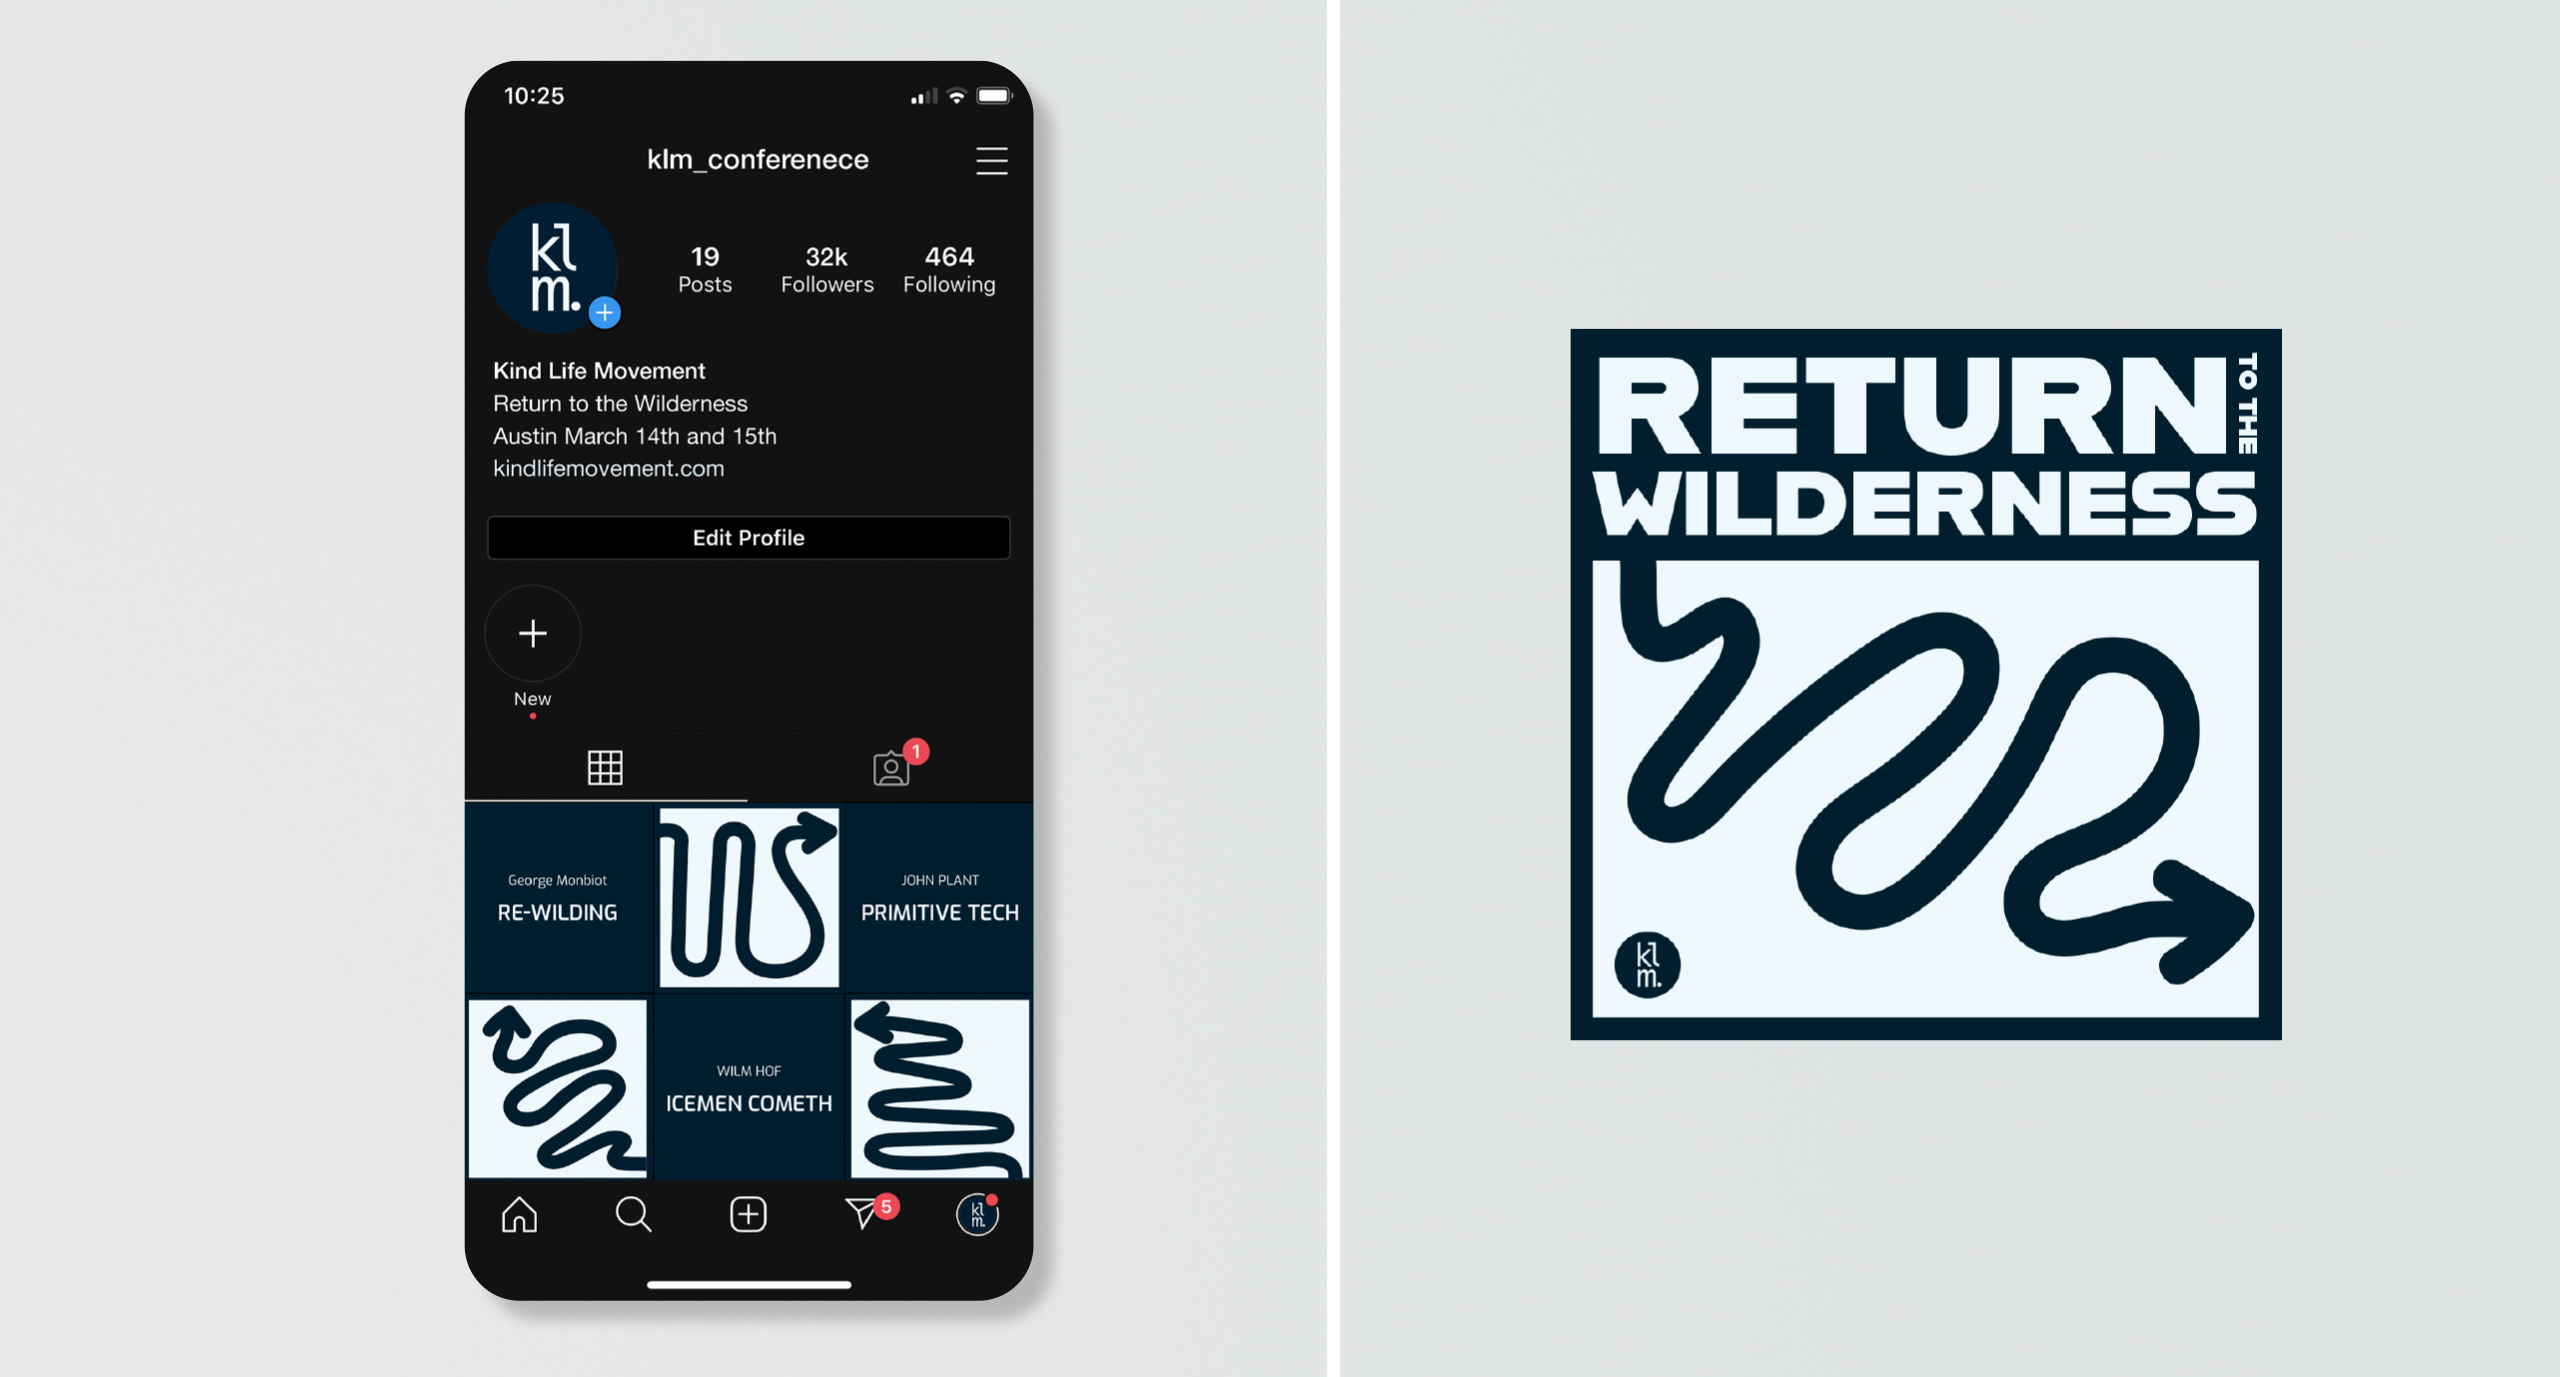 10:25
klm_conferenece
kl
m.
19
Posts
32k
Followers
464
Following
Kind Life Movement
Return to the Wilderness
Austin March 14th and 15th
kindlifemovement.com
Edit Profile
New
1
George Monbiot
RE-WILDING
JOHN PLANT
PRIMITIVE TECH
WILM HOF
ICEMEN COMETH
5
kl
m.
RETURN
TO THE
WILDERNESS
kl
m.